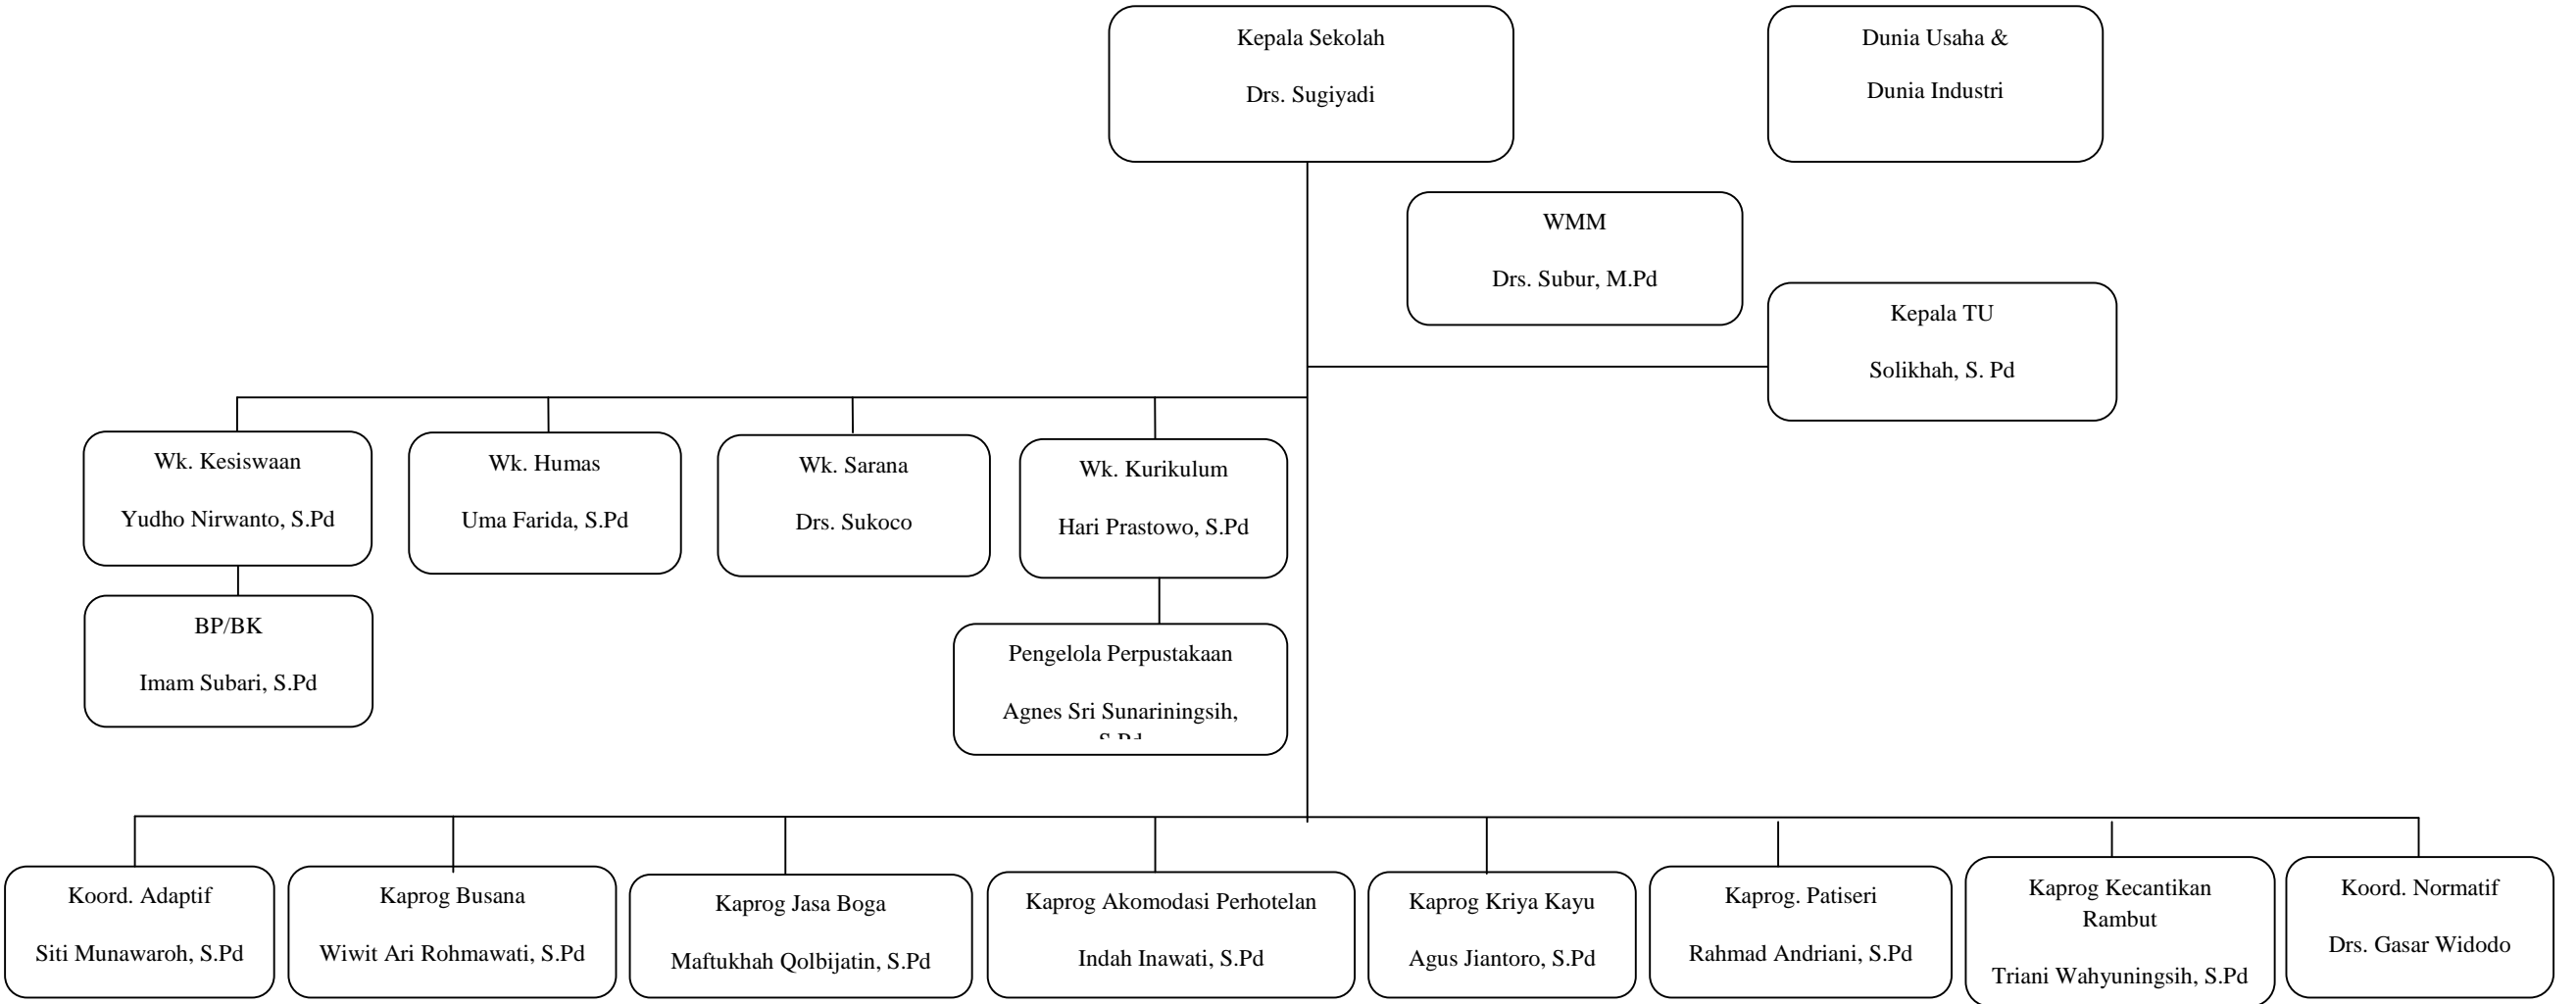 Kepala Sekolah
Drs. Sugiyadi
Dunia Usaha &
Dunia Industri
WMM
Drs. Subur, M.Pd
Kepala TU
Solikhah, S. Pd
Wk. Kesiswaan
Yudho Nirwanto, S.Pd
Wk. Humas
Uma Farida, S.Pd
Wk. Sarana
Drs. Sukoco
Wk. Kurikulum
Hari Prastowo, S.Pd
BP/BK
Imam Subari, S.Pd
Pengelola Perpustakaan
Agnes Sri Sunariningsih,
S.Pd
Koord. Adaptif
Siti Munawaroh, S.Pd
Kaprog Busana
Wiwit Ari Rohmawati, S.Pd
Kaprog Jasa Boga
Maftukhah Qolbijatin, S.Pd
Kaprog Akomodasi Perhotelan
Indah Inawati, S.Pd
Kaprog Kriya Kayu
Agus Jiantoro, S.Pd
Kaprog. Patiseri
Rahmad Andriani, S.Pd
Kaprog Kecantikan
Rambut
Triani Wahyuningsih, S.Pd
Koord. Normatif
Drs. Gasar Widodo